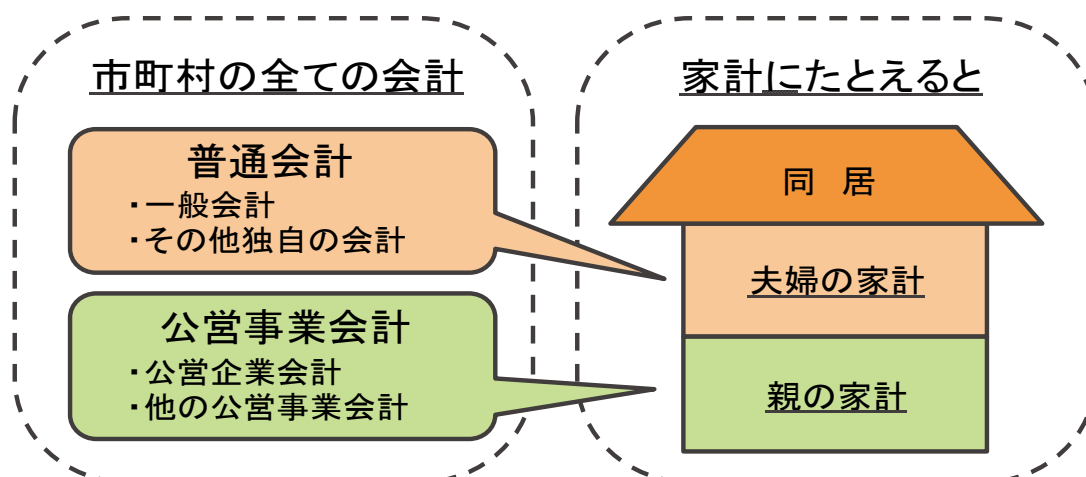 市町村の全ての会計
普通会計
・一般会計
・その他独自の会計
公営事業会計
・公営企業会計
・他の公営事業会計
家計にたとえると
同 居
夫婦の家計
親の家計